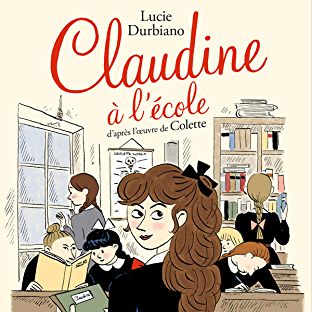 Lucie
Durbiano
Claudine
à l'école
d'après l'œuvre de Colette